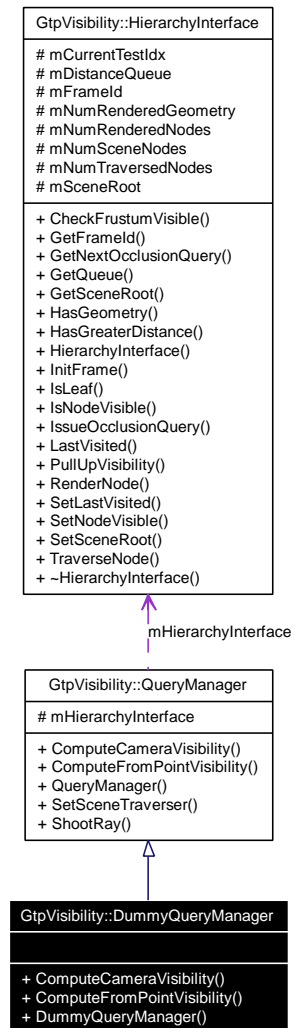 GtpVisibility::HierarchyInterface
# mCurrentTestIdx
# mDistanceQueue
# mFrameId
# mNumRenderedGeometry
# mNumRenderedNodes
# mNumSceneNodes
# mNumTraversedNodes
# mSceneRoot
+ CheckFrustumVisible()
+ GetFrameId()
+ GetNextOcclusionQuery()
+ GetQueue()
+ GetSceneRoot()
+ HasGeometry()
+ HasGreaterDistance()
+ HierarchyInterface()
+ InitFrame()
+ IsLeaf()
+ IsNodeVisible()
+ IssueOcclusionQuery()
+ LastVisited()
+ PullUpVisibility()
+ RenderNode()
+ SetLastVisited()
+ SetNodeVisible()
+ SetSceneRoot()
+ TraverseNode()
+ ~HierarchyInterface()
mHierarchyInterface
GtpVisibility::QueryManager
# mHierarchyInterface
+ ComputeCameraVisibility()
+ ComputeFromPointVisibility()
+ QueryManager()
+ SetSceneTraverser()
+ ShootRay()
GtpVisibility::DummyQueryManager
+ ComputeCameraVisibility()
+ ComputeFromPointVisibility()
+ DummyQueryManager()